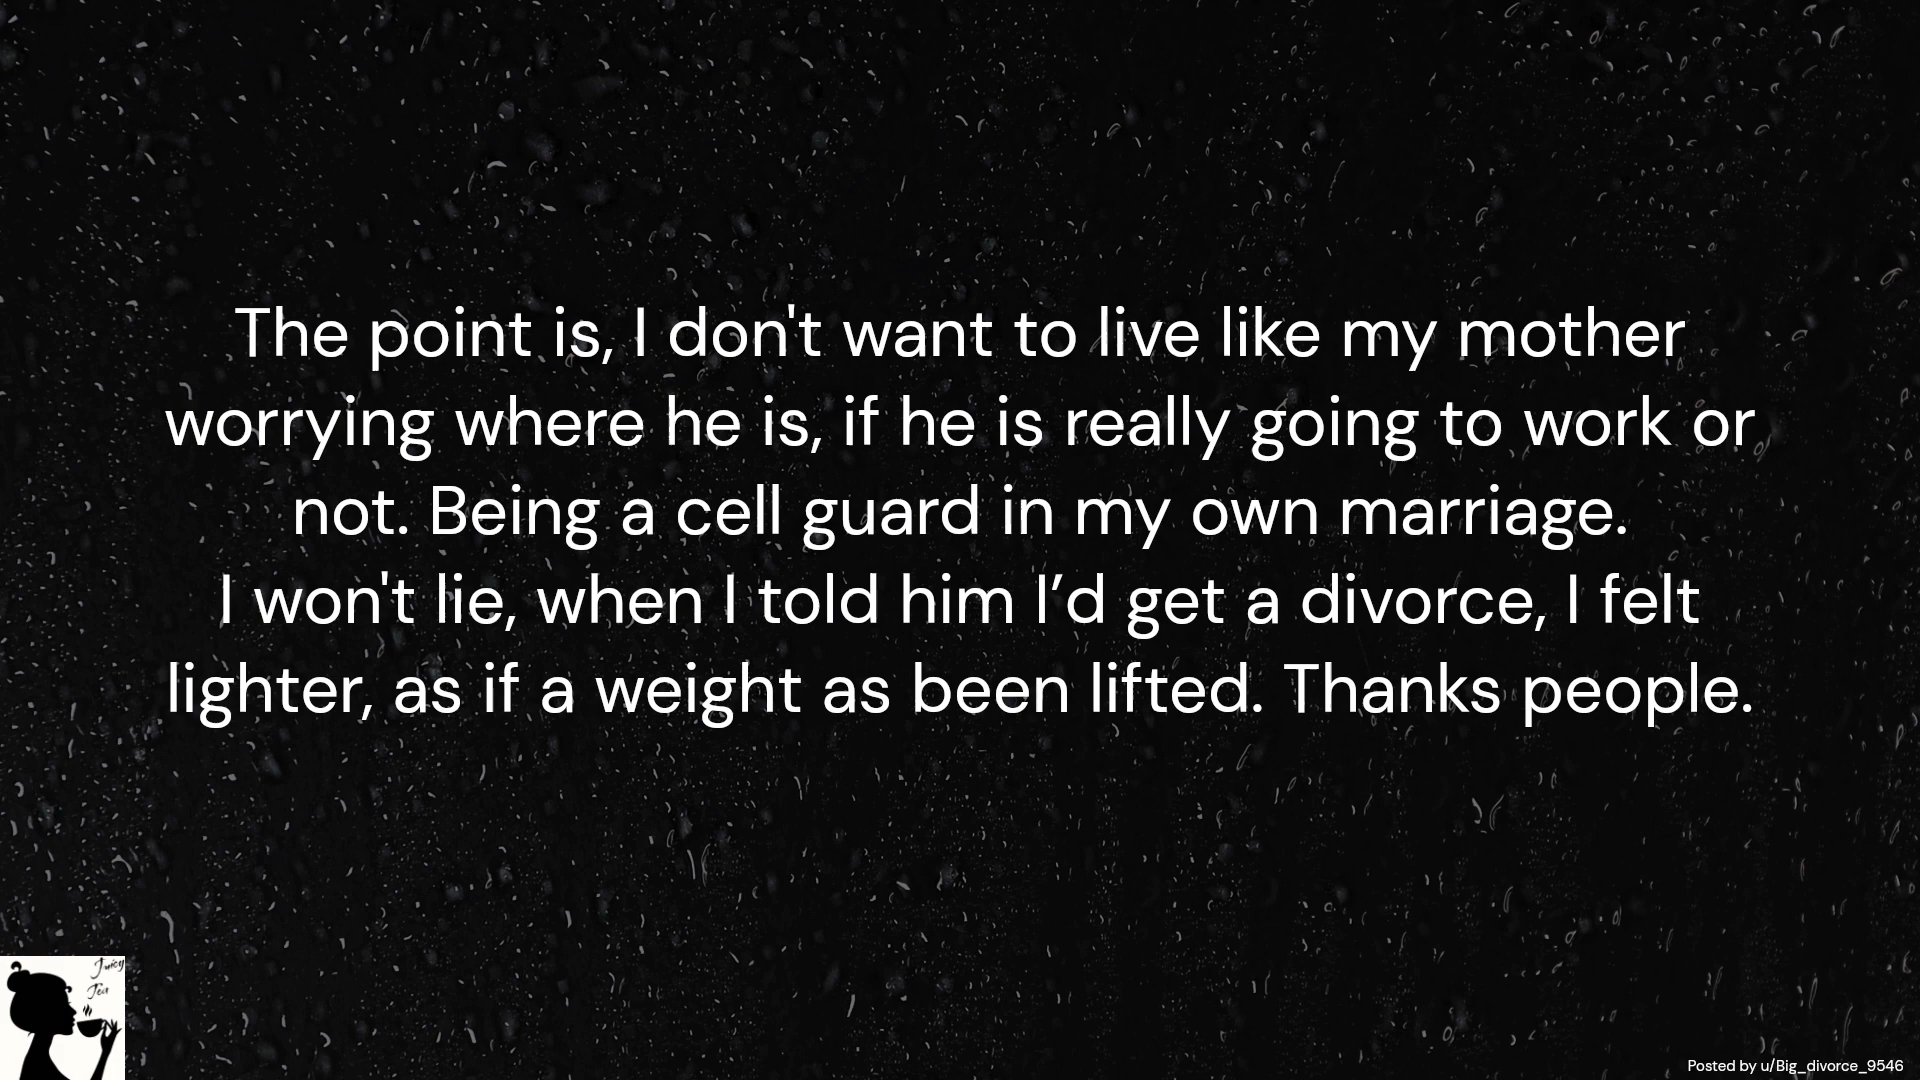 The point is, I don't want to live like my mother
worrying where he is, if he is really going to work or
not. Being a cell guard in my own marriage.
I won't lie, when I told him I’d get a divorce, I felt
lighter, as if a weight as been lifted. Thanks people.
Juicy
Tea
Posted by u/Big_divorce_9546